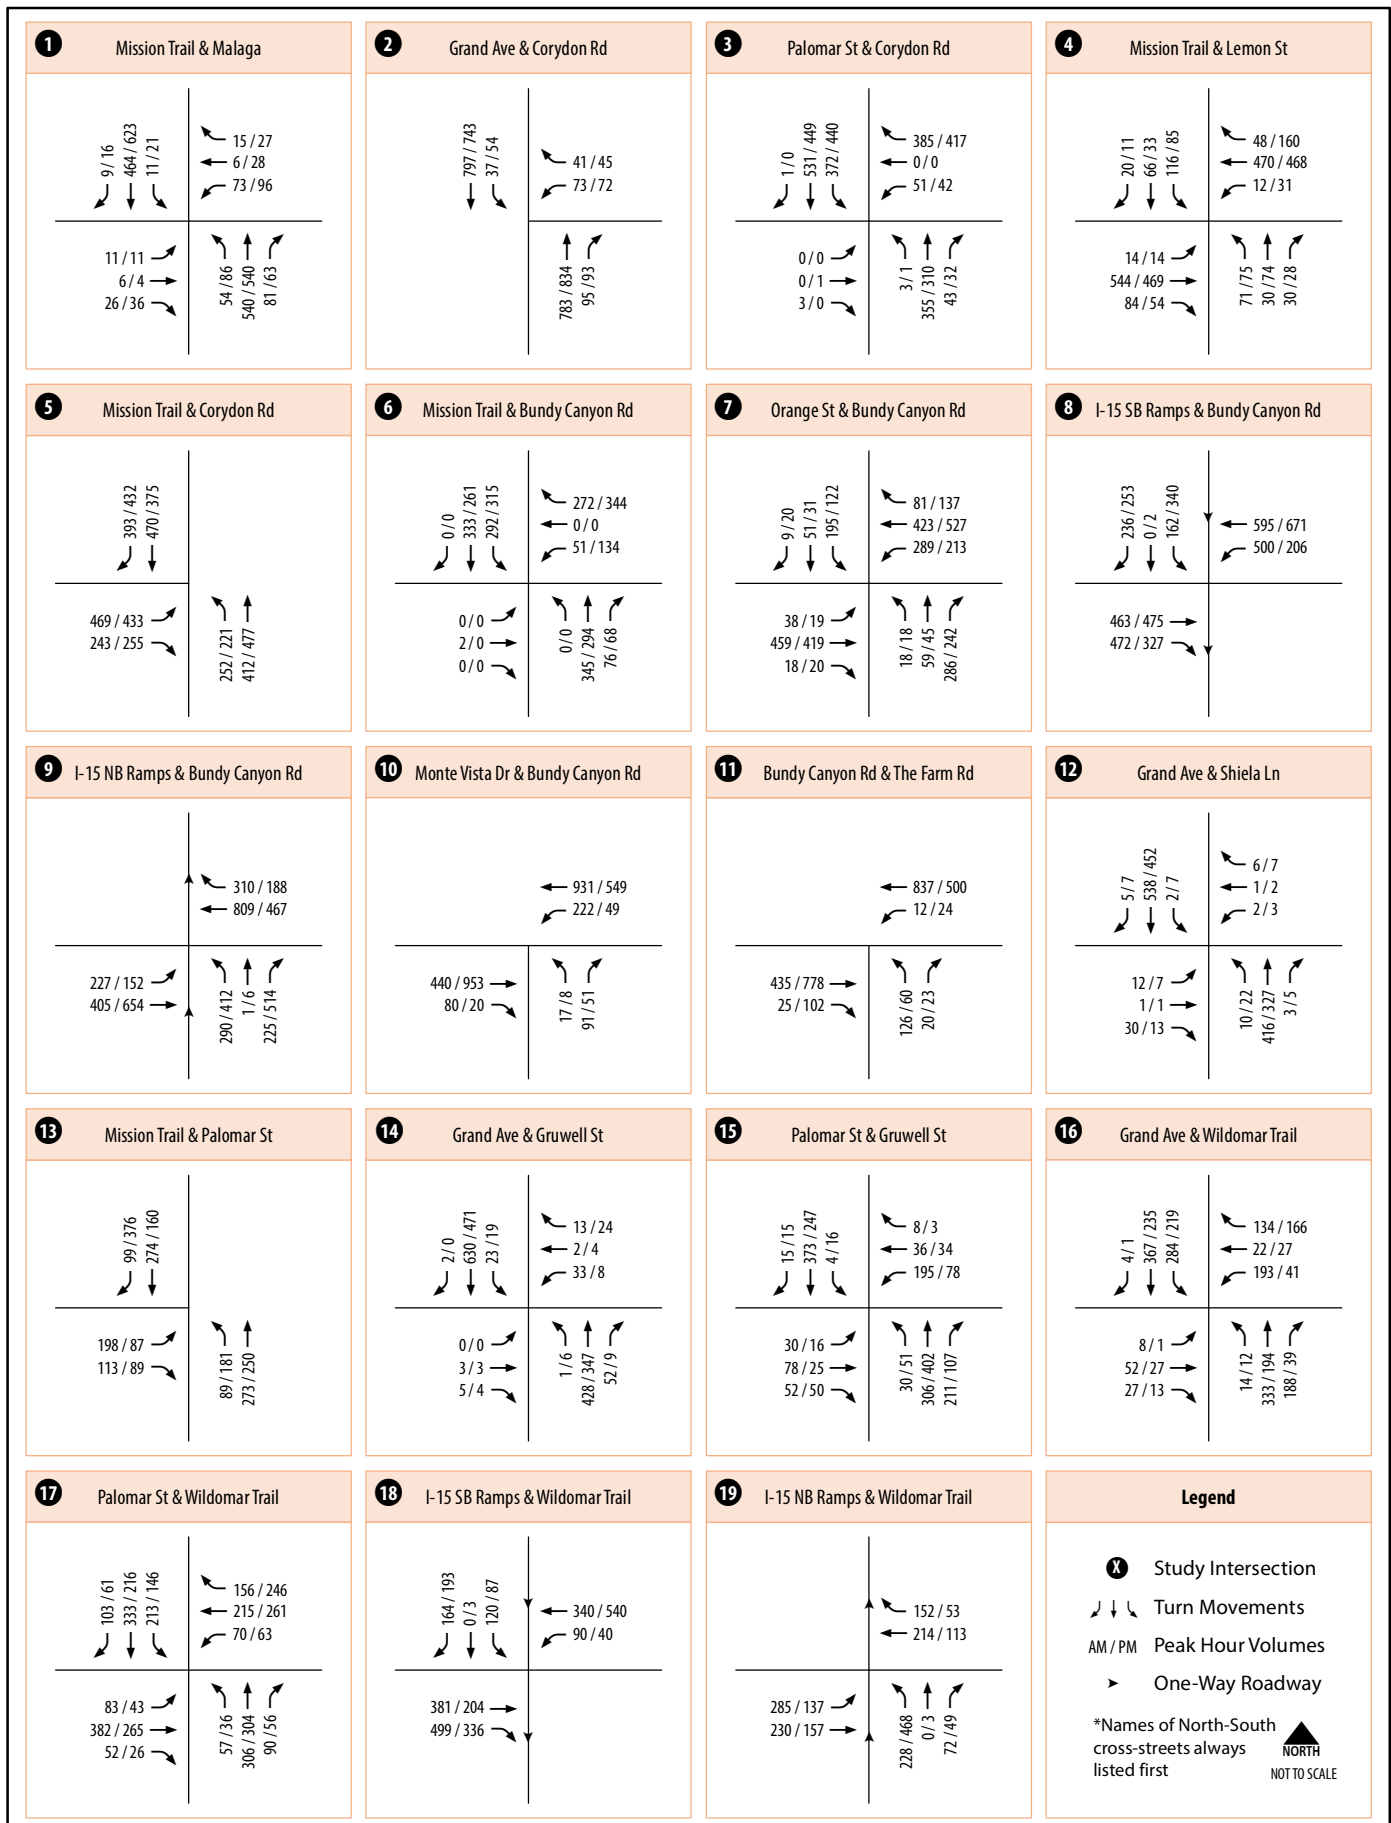 1 Mission Trail & Malaga
9 / 16
464 / 623
11 / 21
15 / 27
6 / 28
73 / 96
11 / 11
6 / 4
26 / 36
54 / 86
540 / 540
81 / 63
2 Grand Ave & Corydon Rd
797 / 743
37 / 54
41 / 45
73 / 72
783 / 834
95 / 93
3 Palomar St & Corydon Rd
1 / 0
531 / 449
372 / 440
385 / 417
0 / 0
51 / 42
0 / 0
0 / 1
3 / 0
3 / 1
355 / 310
43 / 32
4 Mission Trail & Lemon St
20 / 11
66 / 33
116 / 85
48 / 160
470 / 468
12 / 31
14 / 14
544 / 469
84 / 54
71 / 75
30 / 74
30 / 28
5 Mission Trail & Corydon Rd
393 / 432
470 / 375
469 / 433
243 / 255
252 / 221
412 / 477
6 Mission Trail & Bundy Canyon Rd
0 / 0
333 / 261
292 / 315
272 / 344
0 / 0
51 / 134
0 / 0
2 / 0
0 / 0
0 / 0
345 / 294
76 / 68
7 Orange St & Bundy Canyon Rd
9 / 20
51 / 31
195 / 122
81 / 137
423 / 527
289 / 213
38 / 19
459 / 419
18 / 20
18 / 18
59 / 45
286 / 242
8 I-15 SB Ramps & Bundy Canyon Rd
236 / 253
0 / 2
162 / 340
595 / 671
500 / 206
463 / 475
472 / 327
9 I-15 NB Ramps & Bundy Canyon Rd
310 / 188
809 / 467
227 / 152
405 / 654
290 / 412
1 / 6
225 / 514
10 Monte Vista Dr & Bundy Canyon Rd
931 / 549
222 / 49
440 / 953
80 / 20
17 / 8
91 / 51
11 Bundy Canyon Rd & The Farm Rd
837 / 500
12 / 24
435 / 778
25 / 102
126 / 60
20 / 23
12 Grand Ave & Shiela Ln
5 / 7
538 / 452
2 / 7
6 / 7
1 / 2
2 / 3
12 / 7
1 / 1
30 / 13
10 / 22
416 / 327
3 / 5
13 Mission Trail & Palomar St
99 / 376
274 / 160
198 / 87
113 / 89
89 / 181
273 / 250
14 Grand Ave & Gruwell St
2 / 0
630 / 471
23 / 19
13 / 24
2 / 4
33 / 8
0 / 0
3 / 3
5 / 4
1 / 6
428 / 347
52 / 9
15 Palomar St & Gruwell St
15 / 15
373 / 247
4 / 16
8 / 3
36 / 34
195 / 78
30 / 16
78 / 25
52 / 50
30 / 51
306 / 402
211 / 107
16 Grand Ave & Wildomar Trail
4 / 1
367 / 235
284 / 219
134 / 166
22 / 27
193 / 41
8 / 1
52 / 27
27 / 13
14 / 12
333 / 194
188 / 39
17 Palomar St & Wildomar Trail
103 / 61
333 / 216
213 / 146
156 / 246
215 / 261
70 / 63
83 / 43
382 / 265
52 / 26
57 / 36
306 / 304
90 / 56
18 I-15 SB Ramps & Wildomar Trail
164 / 193
0 / 3
120 / 87
340 / 540
90 / 40
381 / 204
499 / 336
19 I-15 NB Ramps & Wildomar Trail
152 / 53
214 / 113
285 / 137
230 / 157
228 / 468
0 / 3
72 / 49
Legend
X Study Intersection
Turn Movements
AM / PM Peak Hour Volumes
One-Way Roadway
*Names of North-South
cross-streets always
listed first
NORTH
NOT TO SCALE